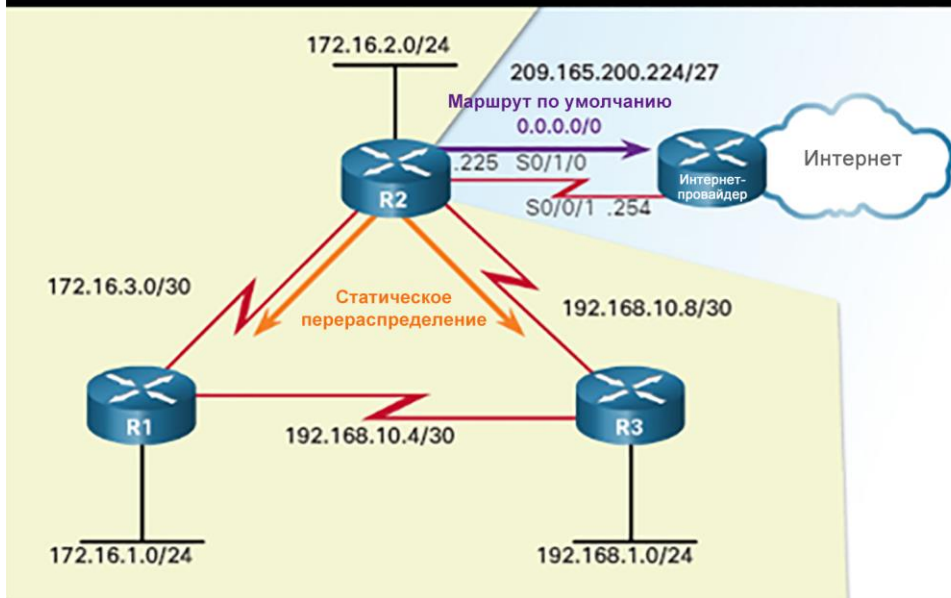 172.16.2.0/24
209.165.200.224/27
Маршрут по умолчанию
0.0.0.0/0
.225 S0/1/0
Интернет
Интернет-
провайдер
R2
S0/0/1 .254
172.16.3.0/30
Статическое
перераспределение
192.168.10.8/30
R1
R3
192.168.10.4/30
172.16.1.0/24
192.168.1.0/24